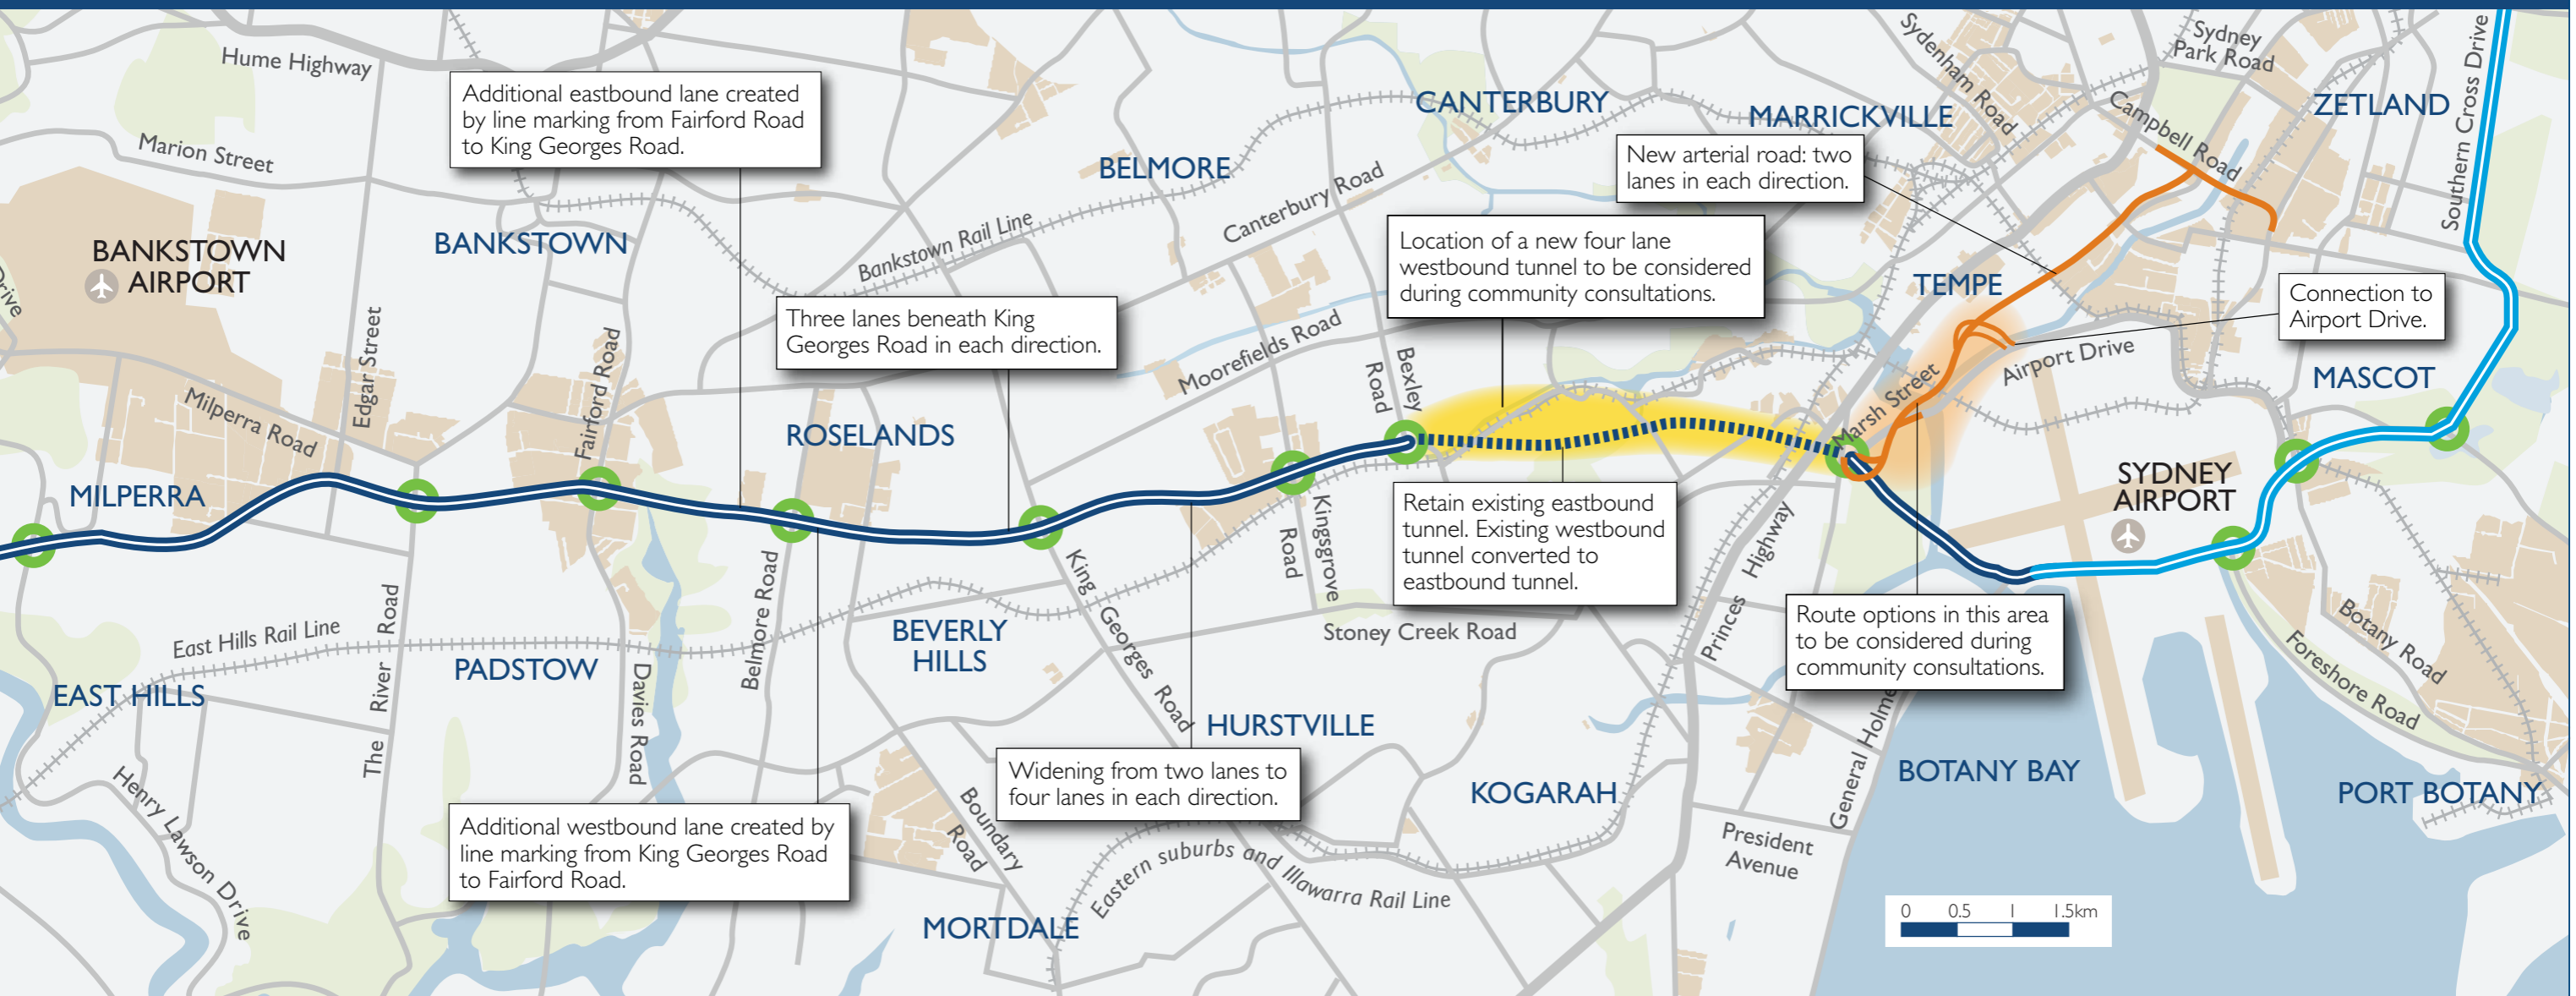 Hume Highway
Marion Street
BANKSTOWN
AIRPORT
Drive
BANKSTOWN
Edgar Street
Fairford Road
Milperra Road
MILPERRA
Additional eastbound lane created
by line marking from Fairford Road
to King Georges Road.
BELMORE
Bankstown Rail Line
Canterbury Road
CANTERBURY
Three lanes beneath King
Georges Road in each direction.
Moorefields Road
Bexley
Road
ROSELANDS
Location of a new four lane
westbound tunnel to be considered
during community consultations.
MARRICKVILLE
Sydenham Road
New arterial road: two
lanes in each direction.
Sydney
Park Road
Campbell Road
ZETLAND
Southern Cross Drive
TEMPE
Connection to
Airport Drive.
Airport Drive
Marsh Street
MASCOT
SYDNEY
AIRPORT
Retain existing eastbound
tunnel. Existing westbound
tunnel converted to
eastbound tunnel.
Kingsgrove
Road
Princes Highway
Route options in this area
to be considered during
community consultations.
Botany Road
Foreshore Road
East Hills Rail Line
EAST HILLS
The River Road
PADSTOW
Davies Road
Belmore Road
BEVERLY
HILLS
King Georges Road
Stoney Creek Road
HURSTVILLE
Widening from two lanes to
four lanes in each direction.
KOGARAH
General Holme
BOTANY BAY
PORT BOTANY
Henry Lawson Drive
Additional westbound lane created by
line marking from King Georges Road
to Fairford Road.
Boundary
Road
MORTDALE
Eastern suburbs and Illawarra Rail Line
President
Avenue
0 0.5 1 1.5km